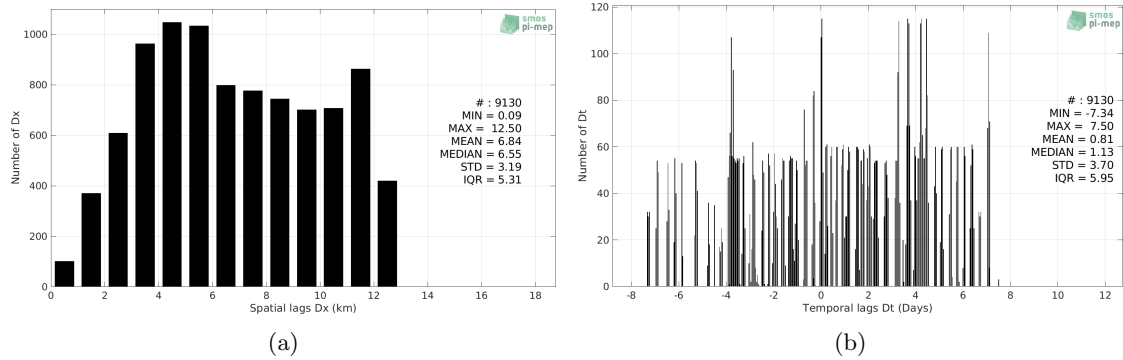 smos
pi-mep
1000
800
600
400
200
0
Number of Dx
# : 9130
MIN = 0.09
MAX = 12.50
MEAN = 6.84
MEDIAN = 6.55
STD = 3.19
IQR = 5.31
0 2 4 6 8 10 12 14 16 18
Spatial lags Dx (km)
(a)
smos
pi-mep
120
100
80
60
40
20
0
Number of Dt
# : 9130
MIN = -7.34
MAX = 7.50
MEAN = 0.81
MEDIAN = 1.13
STD = 3.70
IQR = 5.95
-8 -6 -4 -2 0 2 4 6 8 10 12
Temporal lags Dt (Days)
(b)